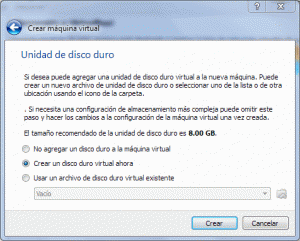 Crear máquina virtual
Unidad de disco duro
Si desea puede agregar una unidad de disco duro virtual a la nueva máquina. Puede
crear un nuevo archivo de unidad de disco duro o seleccionar uno de la lista o de otra
ubicación usando el icono de la carpeta.
. Si necesita una configuración de almacenamiento más compleja puede omitir este
paso y hacer los cambios a la configuración de la máquina virtual una vez creada.
El tamaño recomendado de la unidad de disco duro es 8.00 GB.
No agregar un disco duro a la máquina virtual
Crear un disco duro virtual ahora
Usar un archivo de disco duro virtual existente
Vacío
Crear
Cancelar